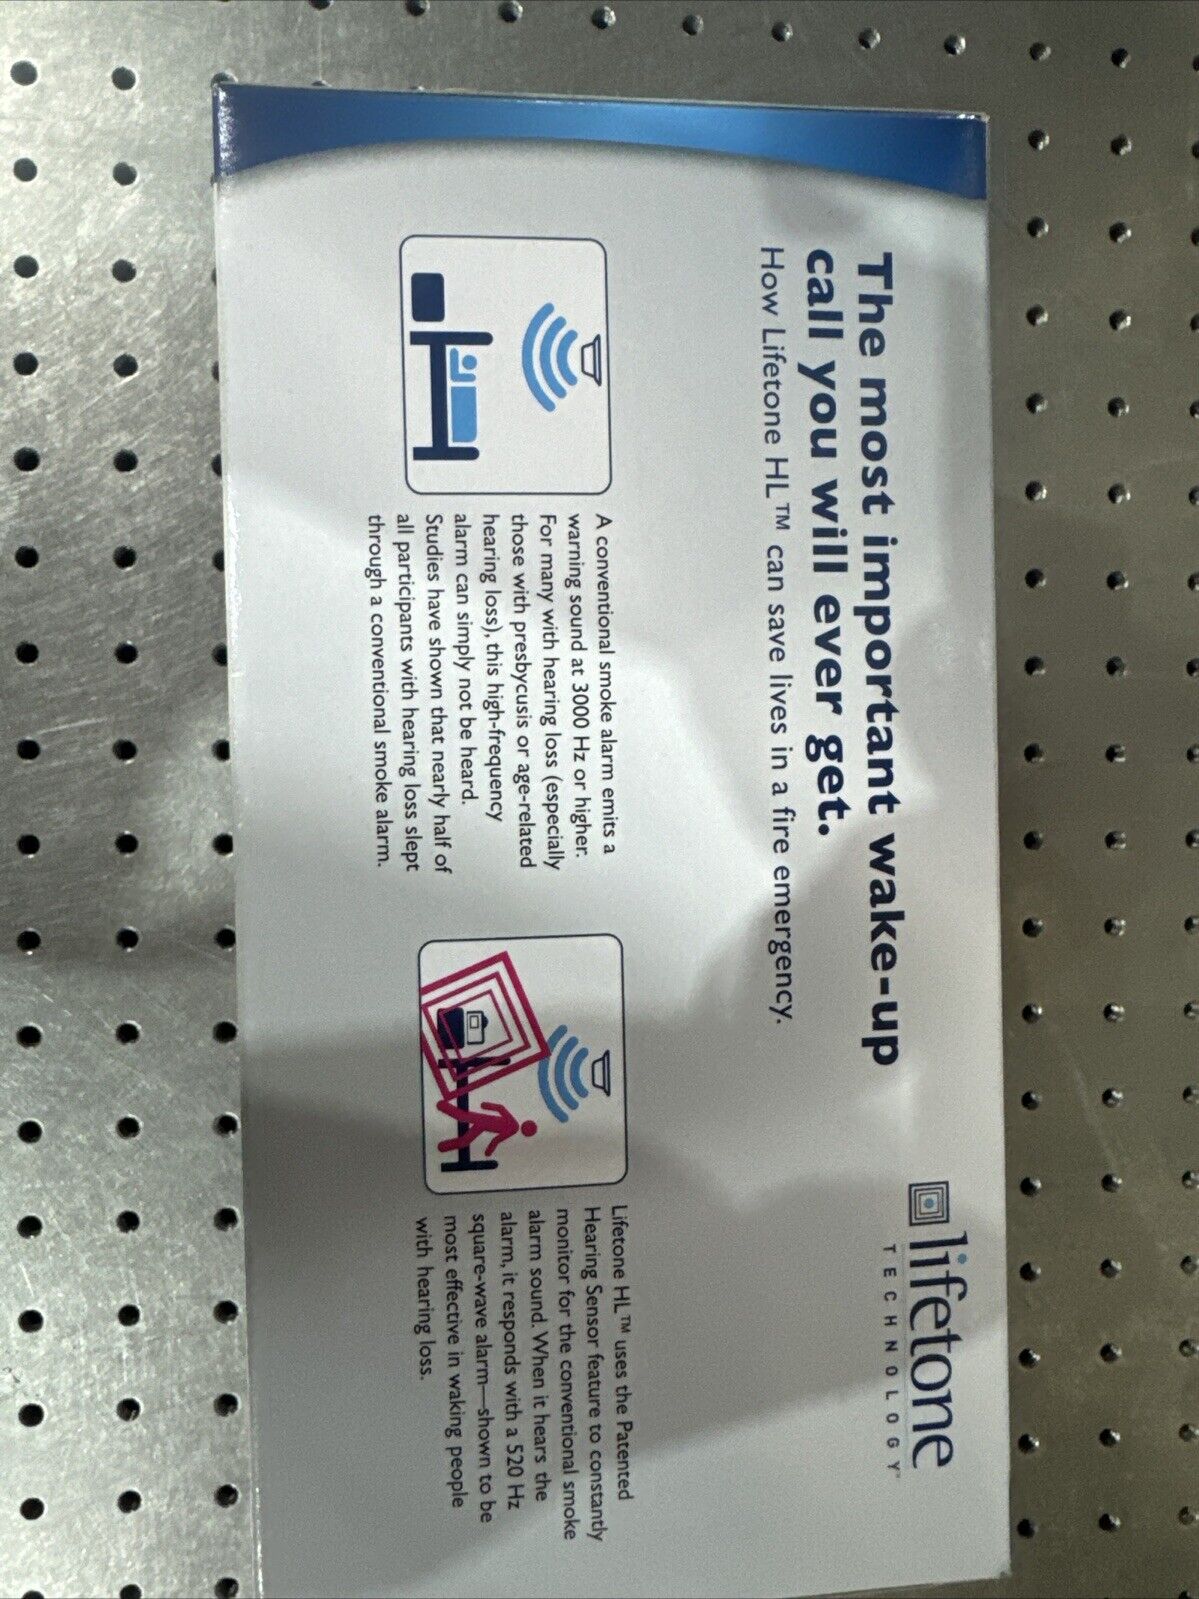 The most important wake-up
call you will ever get.
How Lifetone HL™ can save lives in a fire emergency.
lifetone
TECHNOLOGY™
A conventional smoke alarm emits a
warning sound at 3000 Hz or higher.
For many with hearing loss (especially
those with presbycusis or age-related
hearing loss), this high-frequency
alarm can simply not be heard.
Studies have shown that nearly half of
all participants with hearing loss slept
through a conventional smoke alarm.
Lifetone HL™ uses the Patented
Hearing Sensor feature to constantly
monitor for the conventional smoke
alarm sound. When it hears the
alarm, it responds with a 520 Hz
square-wave alarm—shown to be
most effective in waking people
with hearing loss.